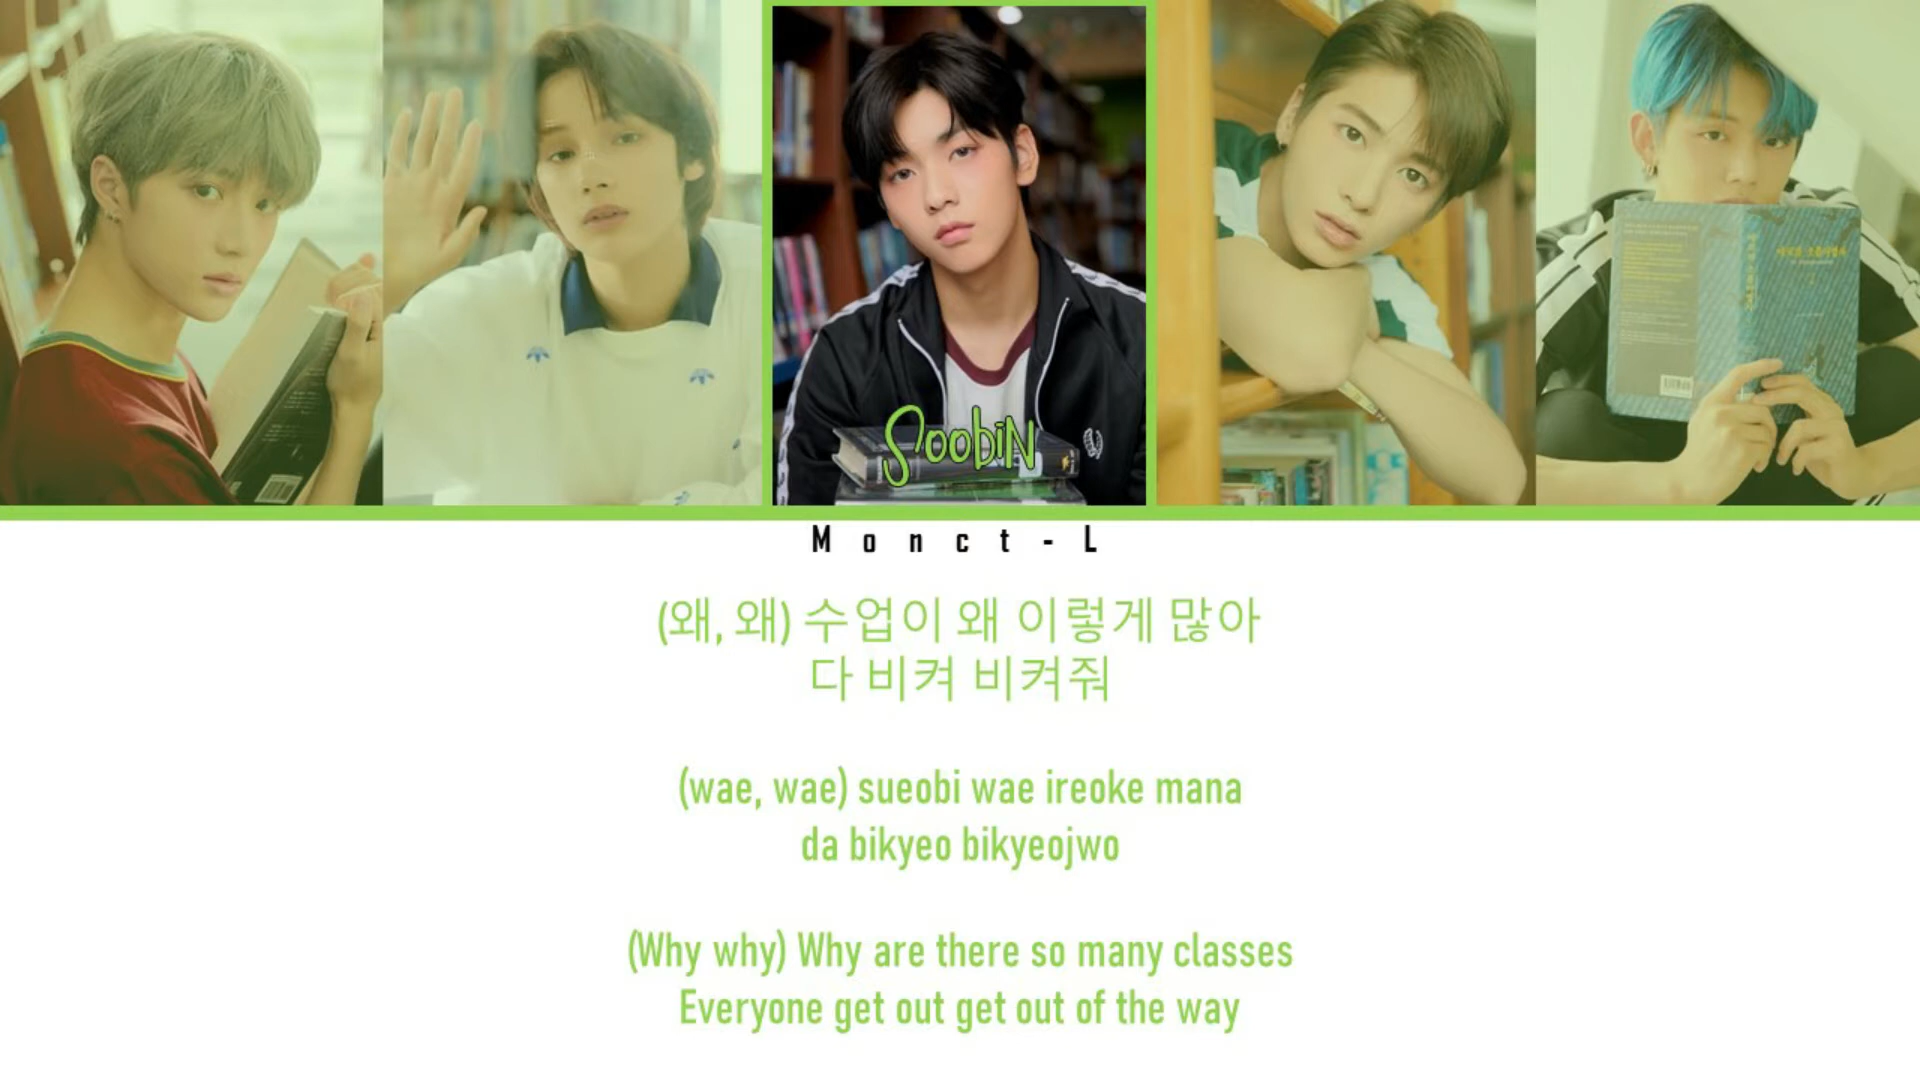 SoobiN
Monct-L
(왜, 왜) 수업이 왜 이렇게 많아
다 비켜 비켜줘
(wae, wae) sueobi wae ireoke mana
da bikyeo bikyeojwo
(Why why) Why are there so many classes
Everyone get out get out of the way